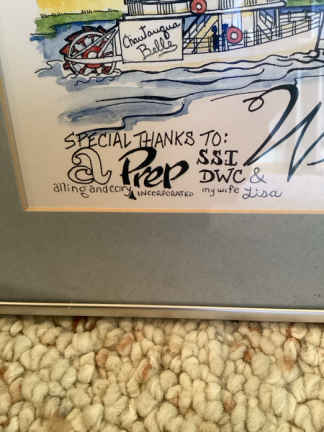 Chautauqua
Belle
SPECIAL THANKS TO:
a Prep SSI
DWC &
alling and cory INCORPORATED my wife Lisa